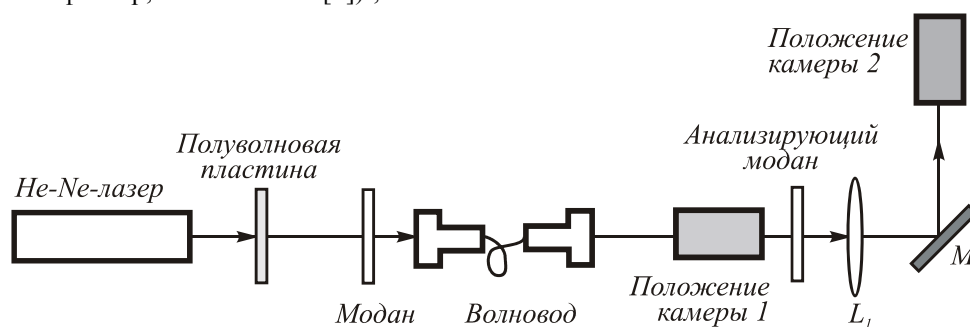 Положение
камеры 2
Анализирующий
модан
Полуволновая
пластина
He-Ne-лазер
Модан
Волновод
Положение
камеры 1
L₁
M